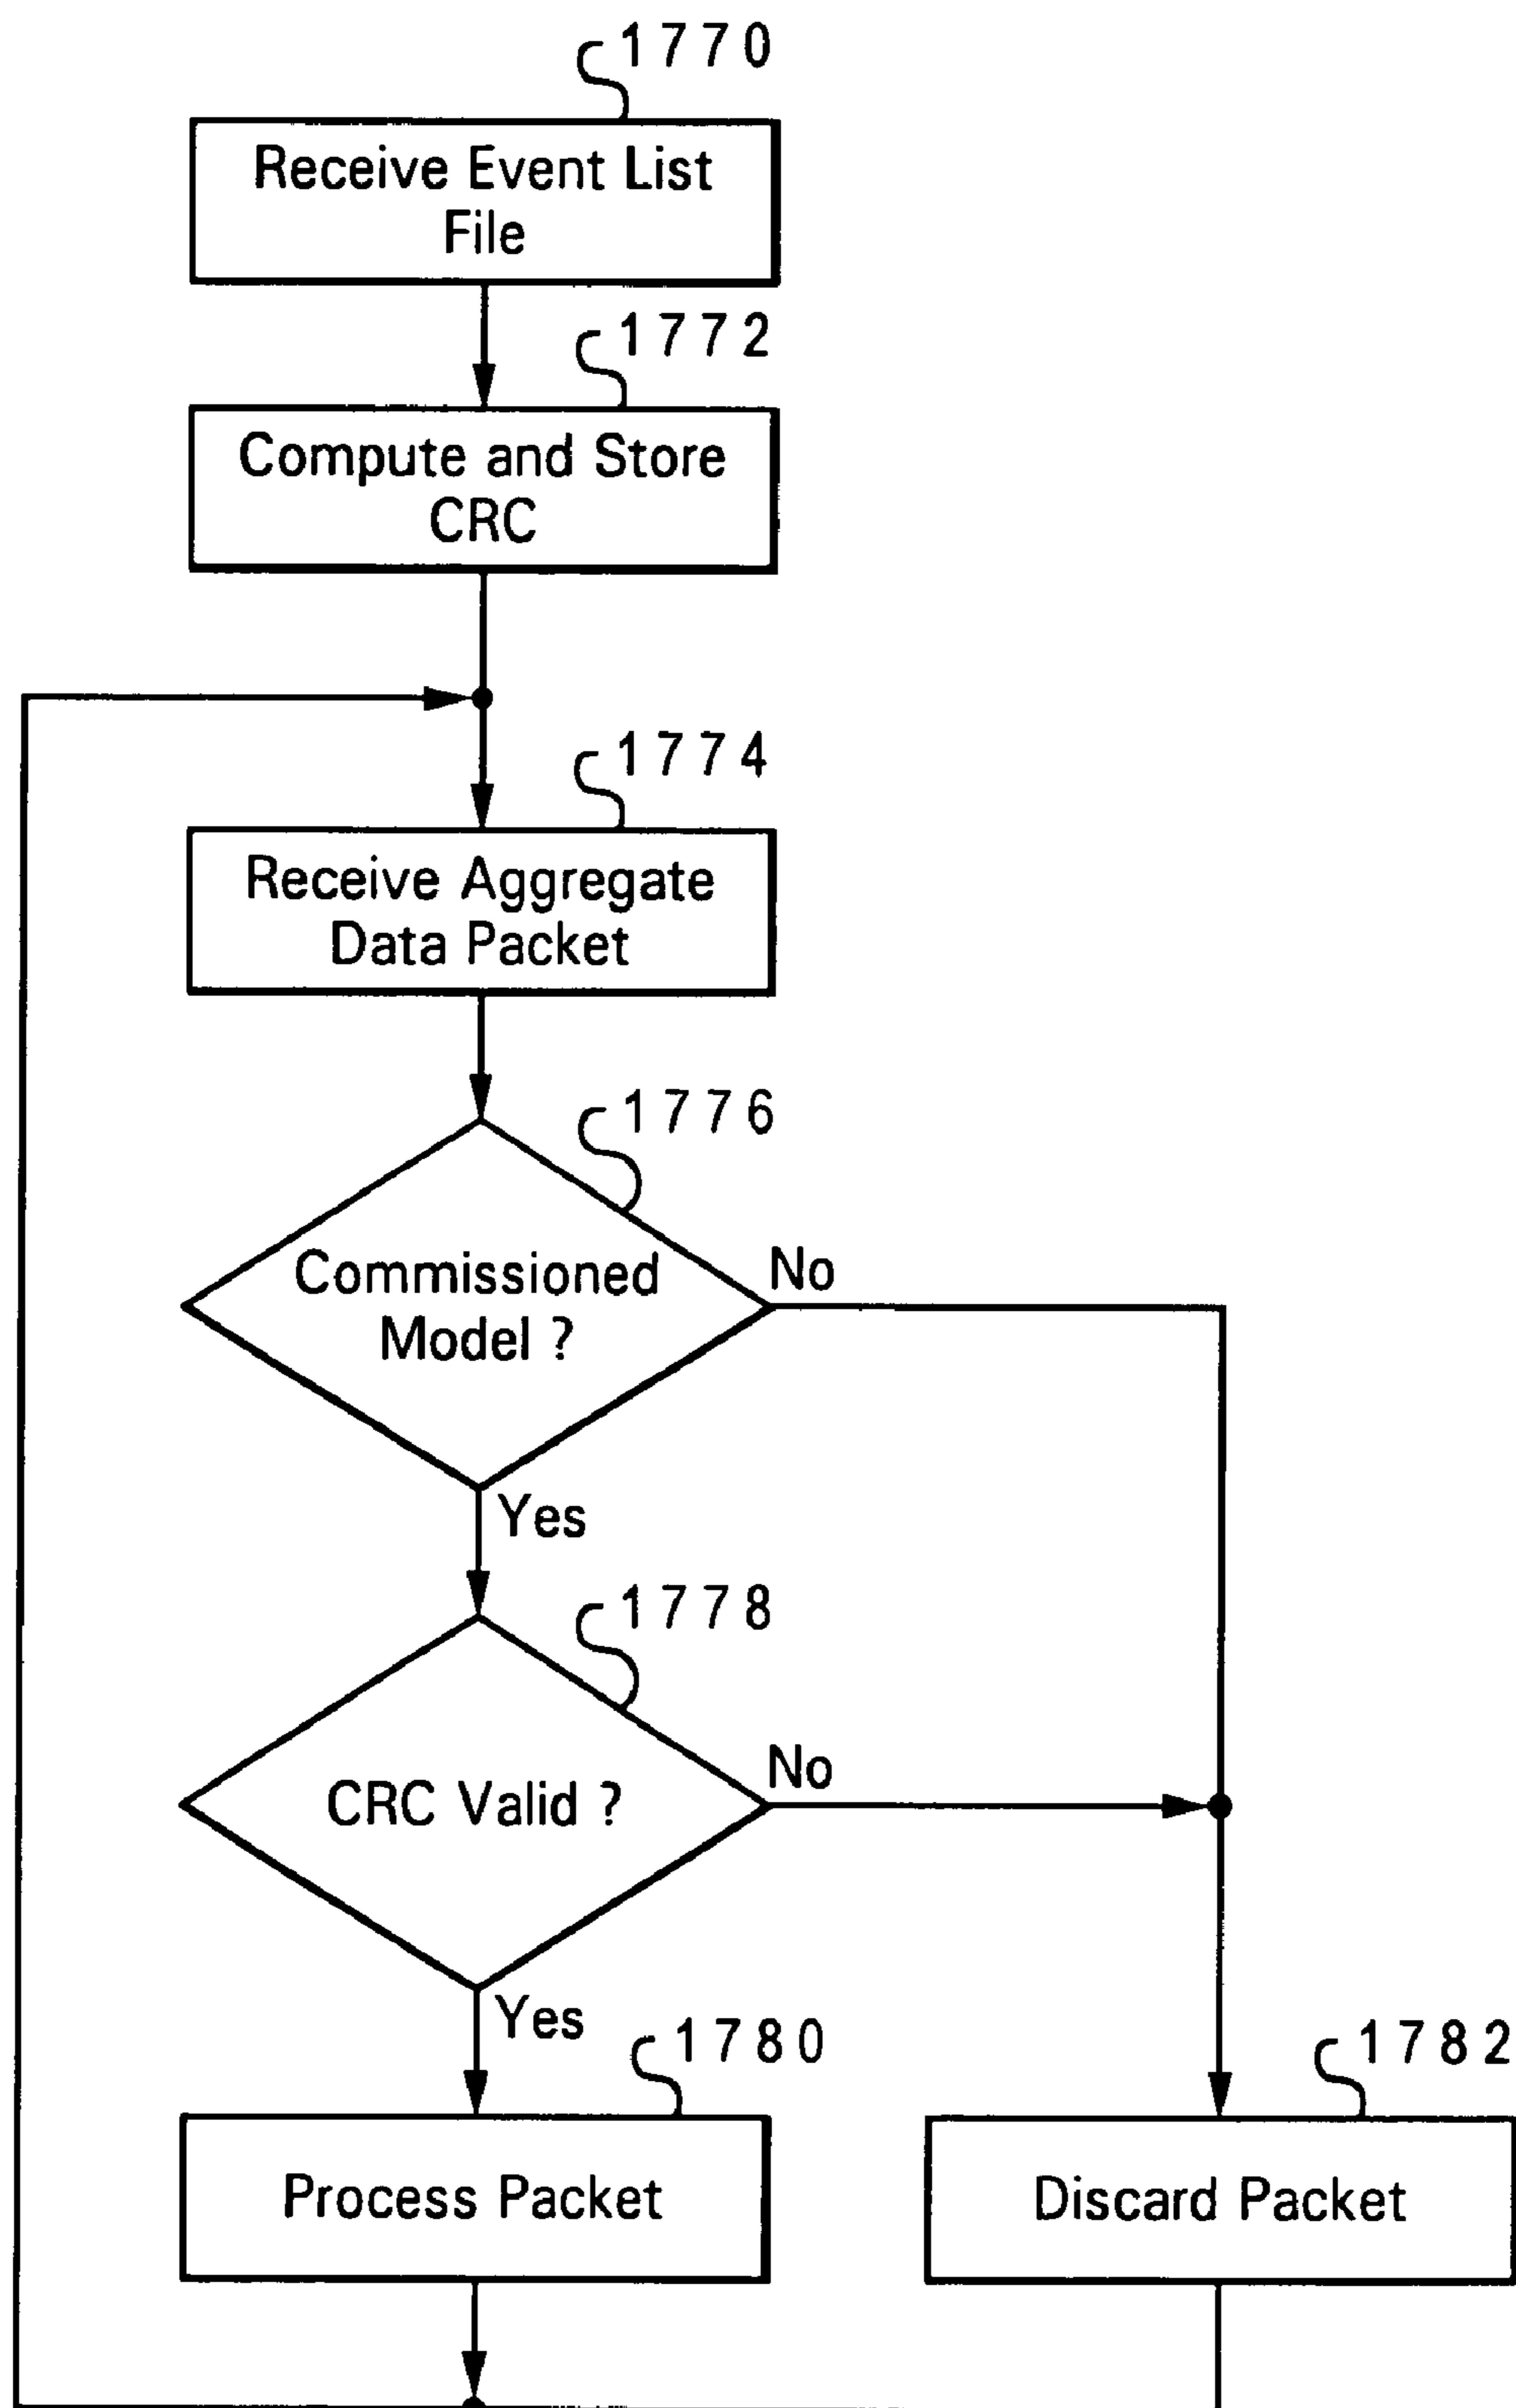 1770
Receive Event List
File
1772
Compute and Store
CRC
1774
Receive Aggregate
Data Packet
1776
Commissioned
Model ?
No
Yes
1778
CRC Valid ?
No
Yes
1780
1782
Process Packet
Discard Packet